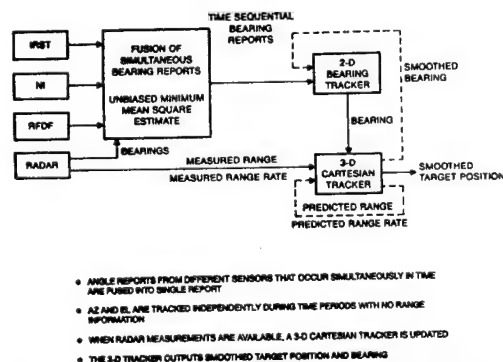 TIME SEQUENTIAL
BEARING
REPORTS
IRST
NI
RFDF
RADAR
FUSION OF
SIMULTANEOUS
BEARING REPORTS
UNBIASED MINIMUM
MEAN SQUARE
ESTIMATE
2-D
BEARING
TRACKER
SMOOTHED
BEARING
BEARING
BEARINGS
MEASURED RANGE
MEASURED RANGE RATE
3-D
CARTESIAN
TRACKER
SMOOTHED
TARGET POSITION
PREDICTED RANGE
PREDICTED RANGE RATE
• ANGLE REPORTS FROM DIFFERENT SENSORS THAT OCCUR SIMULTANEOUSLY IN TIME
ARE FUSED INTO SINGLE REPORT
• AZ AND EL ARE TRACKED INDEPENDENTLY DURING TIME PERIODS WITH NO RANGE
INFORMATION
• WHEN RADAR MEASUREMENTS ARE AVAILABLE, A 3-D CARTESIAN TRACKER IS UPDATED
• THE 3-D TRACKER OUTPUTS SMOOTHED TARGET POSITION AND BEARING